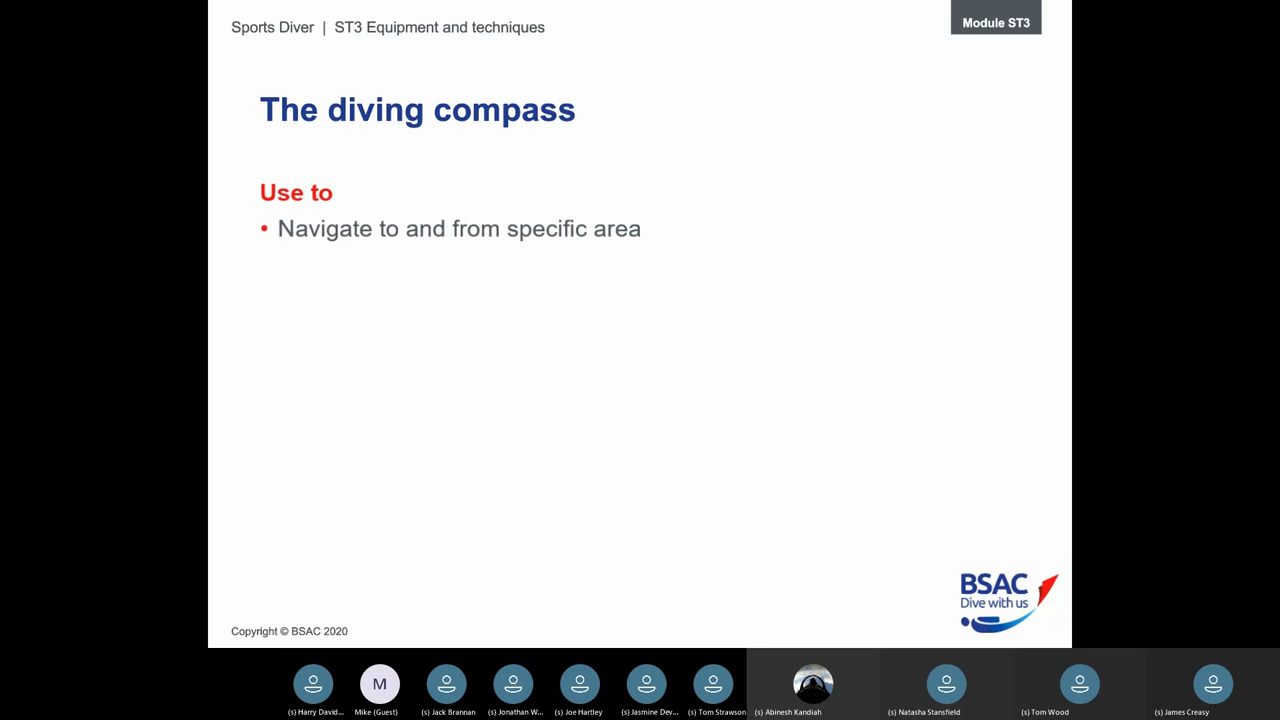 Sports Diver | ST3 Equipment and techniques
Module ST3
The diving compass
Use to
• Navigate to and from specific area
BSAC
Dive with us
Copyright © BSAC 2020
M
(s) Harry David...
Mike (Guest)
(s) Jack Brannan
(s) Jonathan W...
(s) Joe Hartley
(s) Jasmine Dev...
(s) Tom Strawson
(s) Abinesh Kandiah
(s) Natasha Stansfield
(s) Tom Wood
(s) James Creasy